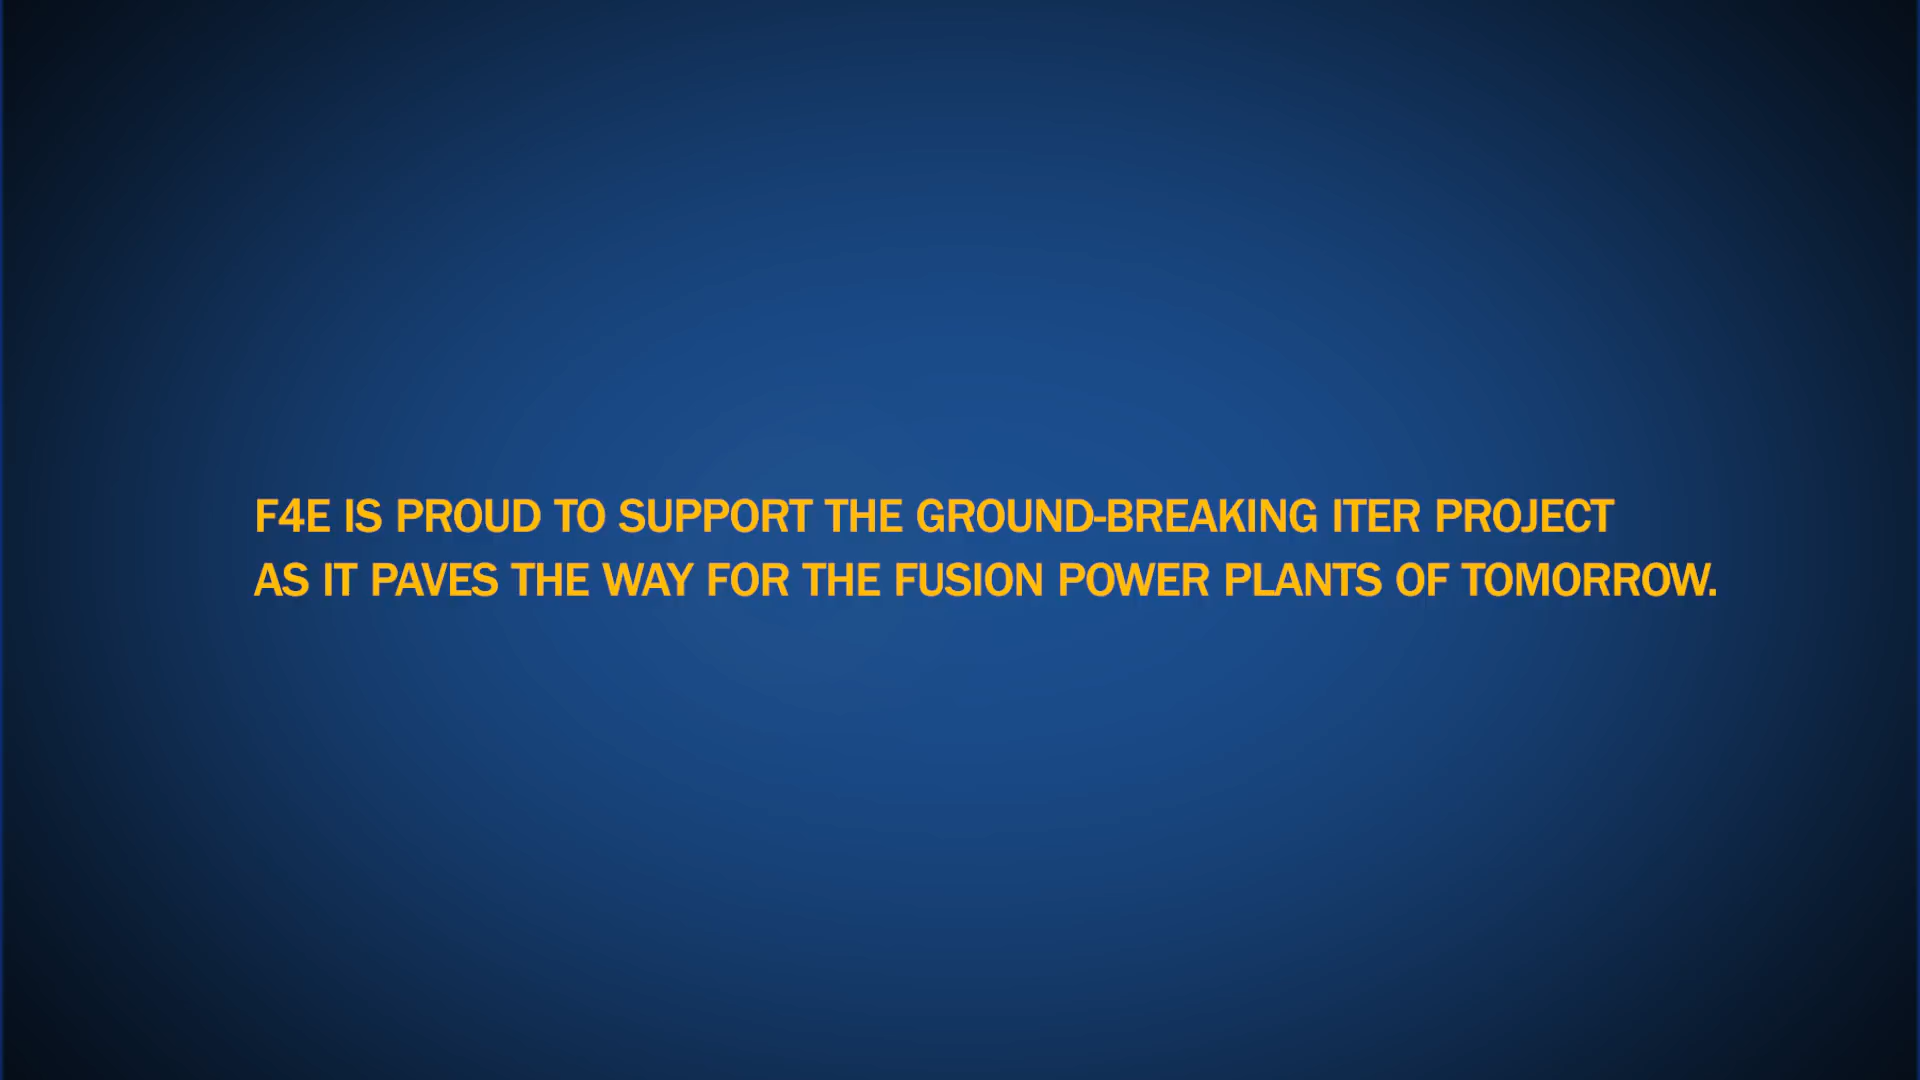 F4E IS PROUD TO SUPPORT THE GROUND-BREAKING ITER PROJECT
AS IT PAVES THE WAY FOR THE FUSION POWER PLANTS OF TOMORROW.